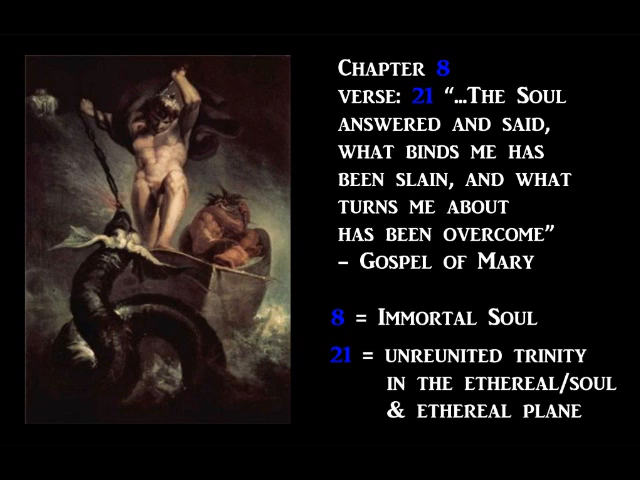 Chapter 8
verse: 21 “...The Soul
answered and said,
what binds me has
been slain, and what
turns me about
has been overcome”
– Gospel of Mary
8 = Immortal Soul
21 = unreunited trinity
in the ethereal/soul
& ethereal plane